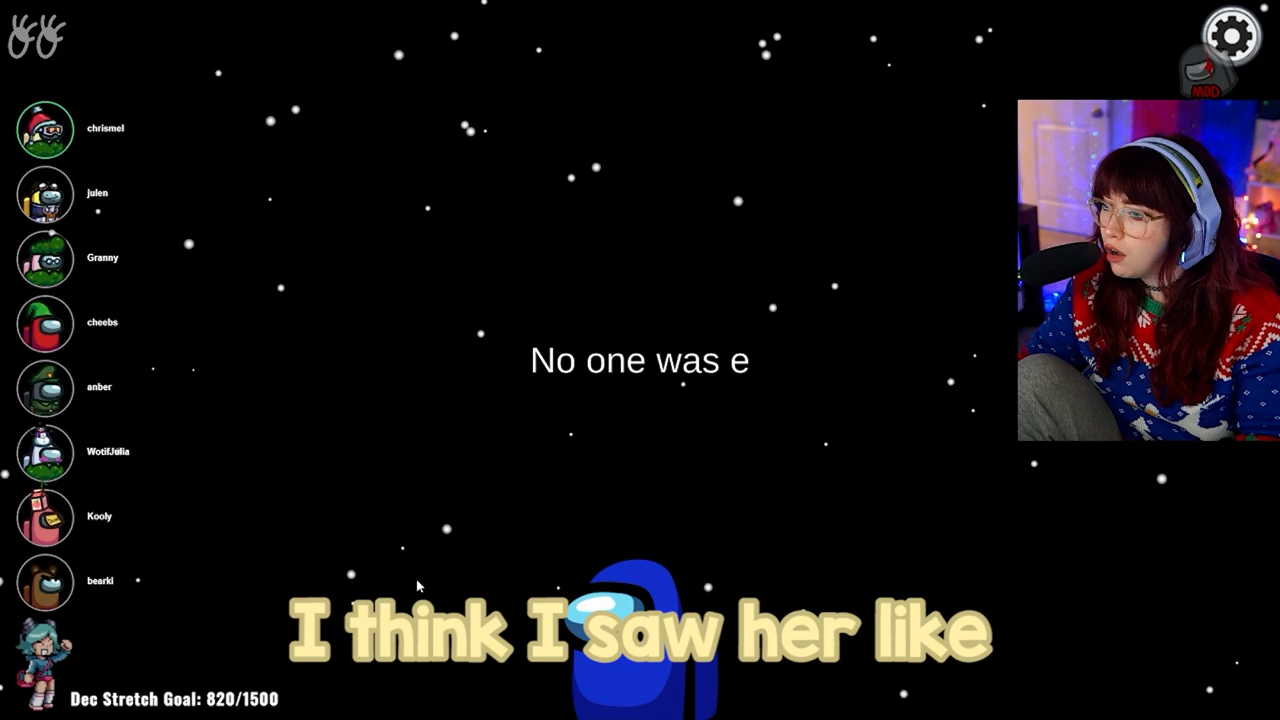 MOD
chrismel
julen
Granny
cheebs
No one was e
anber
WotifJulia
Kooly
bearki
I think I saw her like
Dec Stretch Goal: 820/1500